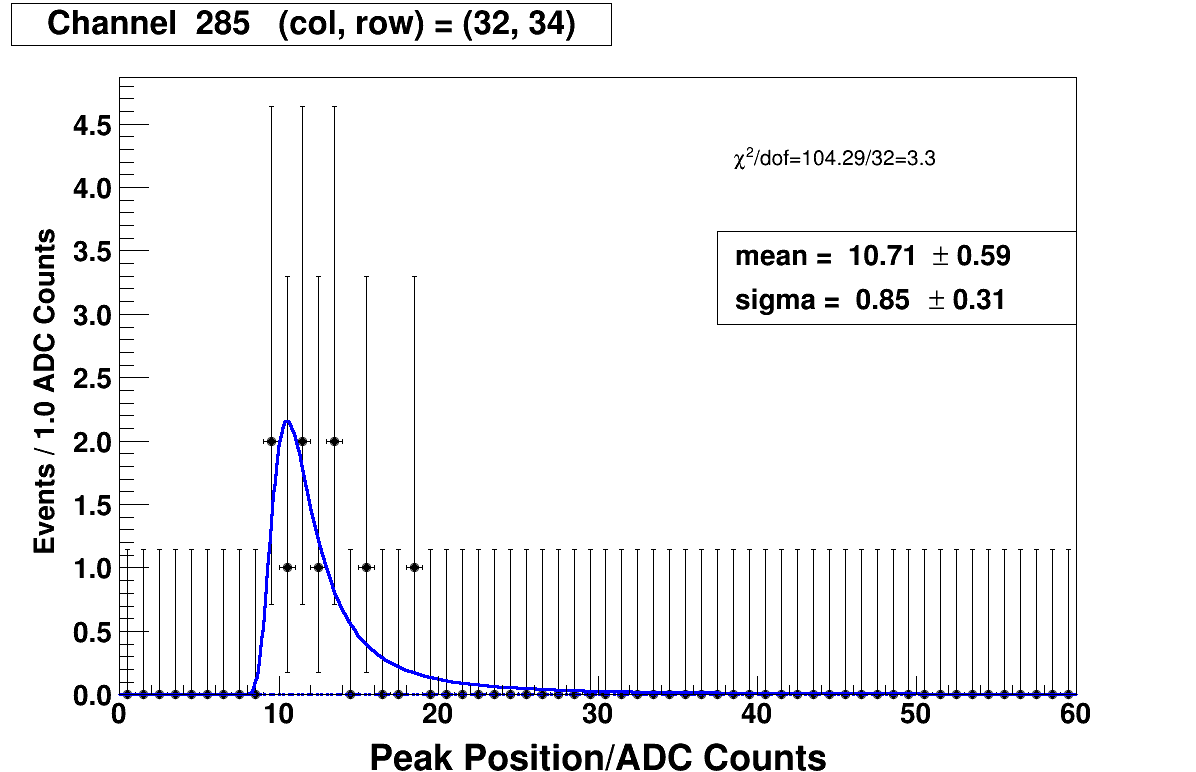 Channel 285 (col, row) = (32, 34)
χ²/dof=104.29/32=3.3
mean = 10.71 ± 0.59
sigma = 0.85 ± 0.31
Events / 1.0 ADC Counts
4.5
4.0
3.5
3.0
2.5
2.0
1.5
1.0
0.5
0.0
0 10 20 30 40 50 60
Peak Position/ADC Counts